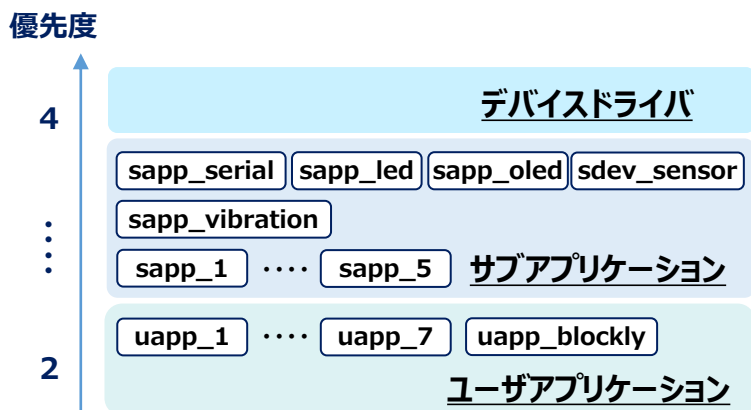 優先度
4
デバイスドライバ
sapp_serial sapp_led sapp_oled sdev_sensor
sapp_vibration
sapp_1 ‥‥ sapp_5 サブアプリケーション
uapp_1 ‥‥ uapp_7 uapp_blockly
2
ユーザアプリケーション